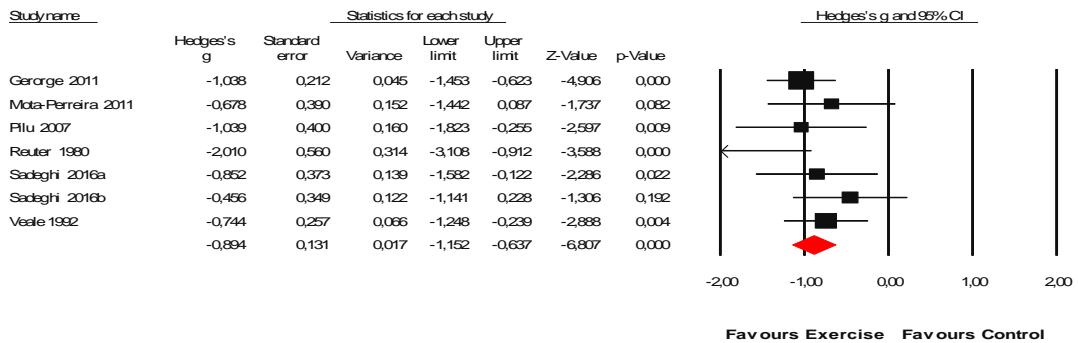 Study name Statistics for each study Hedges's g and 95% CI
Hedges's Standard Lower Upper
g error Variance limit limit Z-Value p-Value
Gerorge 2011 -1,038 0,212 0,045 -1,453 -0,623 -4,906 0,000
Mota-Perreira 2011 -0,678 0,390 0,152 -1,442 0,087 -1,737 0,082
Pilu 2007 -1,039 0,400 0,160 -1,823 -0,255 -2,597 0,009
Reuter 1980 -2,010 0,560 0,314 -3,108 -0,912 -3,588 0,000
Sadeghi 2016a -0,852 0,373 0,139 -1,582 -0,122 -2,286 0,022
Sadeghi 2016b -0,456 0,349 0,122 -1,141 0,228 -1,306 0,192
Veale 1992 -0,744 0,257 0,066 -1,248 -0,239 -2,888 0,004
-0,894 0,131 0,017 -1,152 -0,637 -6,807 0,000
-2,00 -1,00 0,00 1,00 2,00
Favours Exercise Favours Control